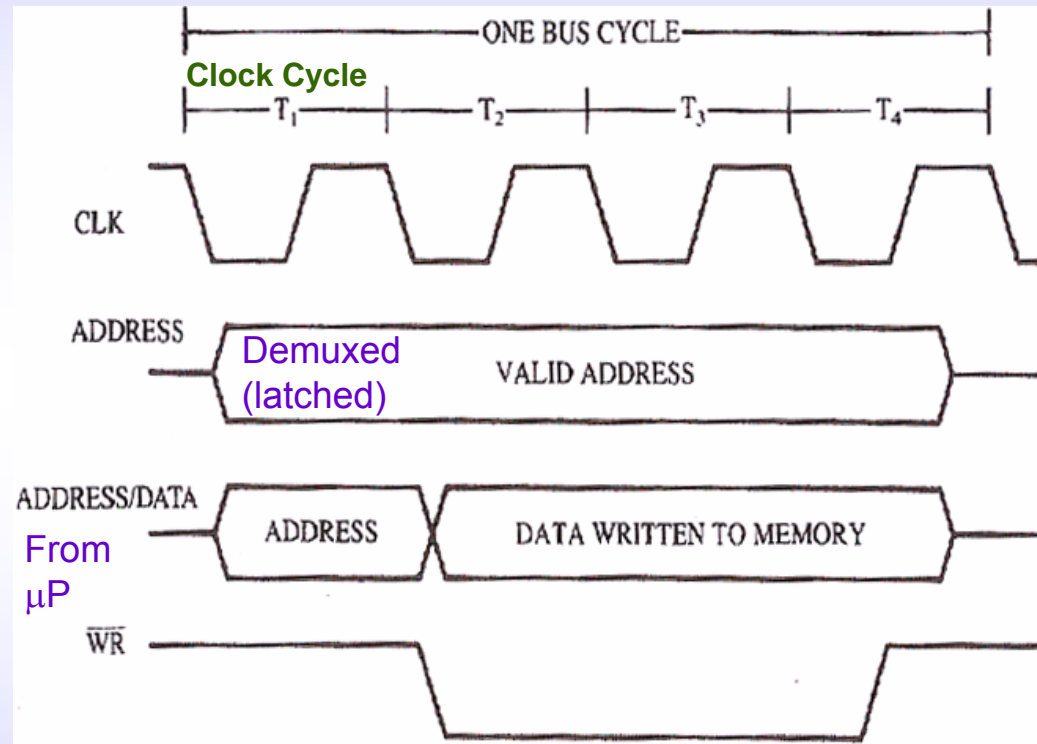 ONE BUS CYCLE
Clock Cycle
T1 T2 T3 T4
CLK
ADDRESS
Demuxed
(latched)
VALID ADDRESS
ADDRESS/DATA
ADDRESS
DATA WRITTEN TO MEMORY
From
μP
W̅R̅